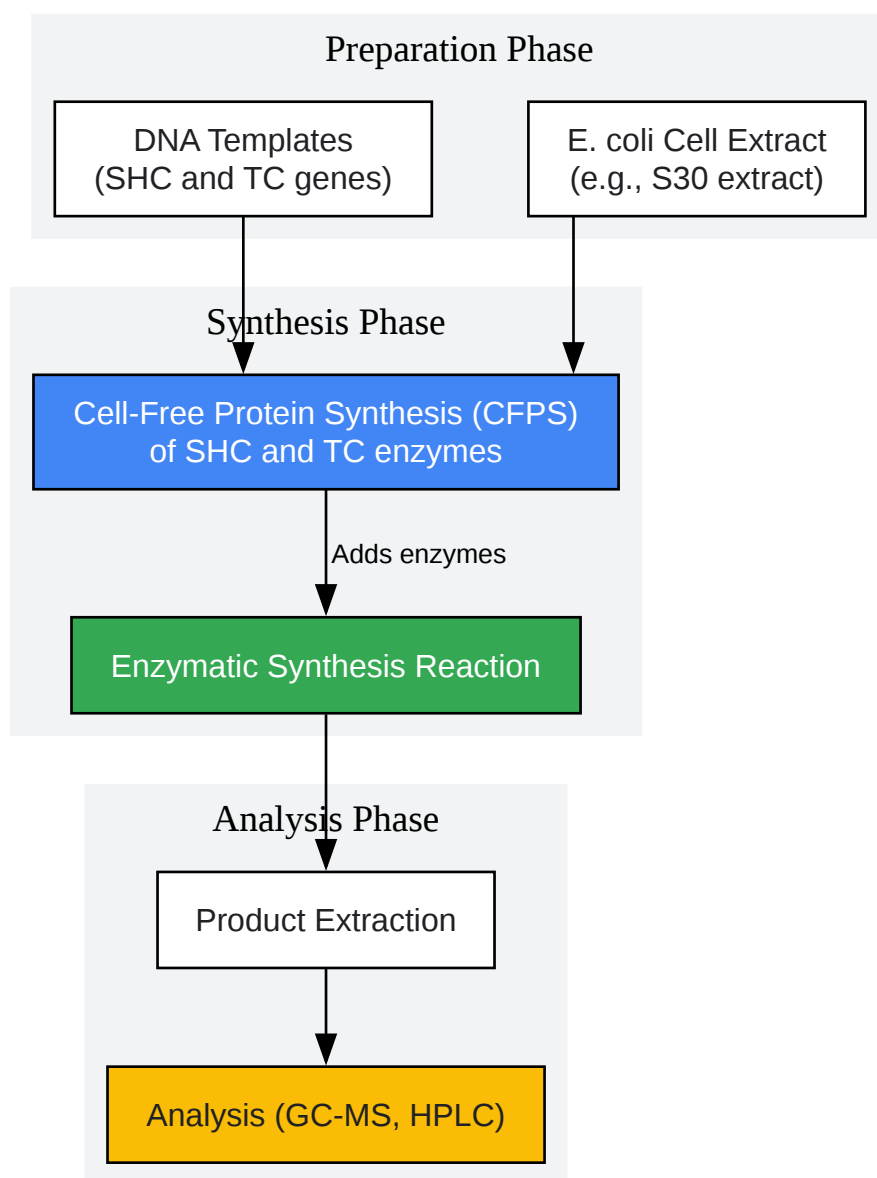 Preparation Phase
DNA Templates
(SHC and TC genes)
E. coli Cell Extract
(e.g., S30 extract)
Synthesis Phase
Cell-Free Protein Synthesis (CFPS)
of SHC and TC enzymes
Adds enzymes
Enzymatic Synthesis Reaction
Analysis Phase
Product Extraction
Analysis (GC-MS, HPLC)